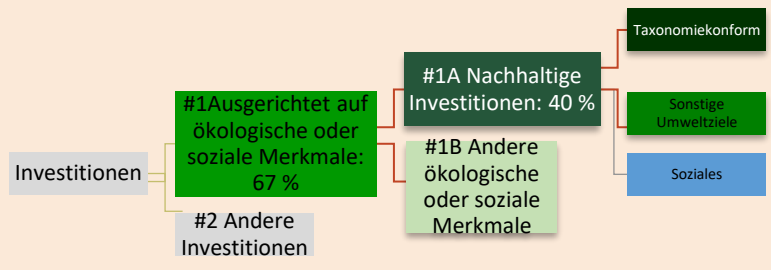 Investitionen
#1Ausgerichtet auf
ökologische oder
soziale Merkmale:
67 %
#2 Andere
Investitionen
#1A Nachhaltige
Investitionen: 40 %
#1B Andere
ökologische
oder soziale
Merkmale
Taxonomiekonform
Sonstige
Umweltziele
Soziales